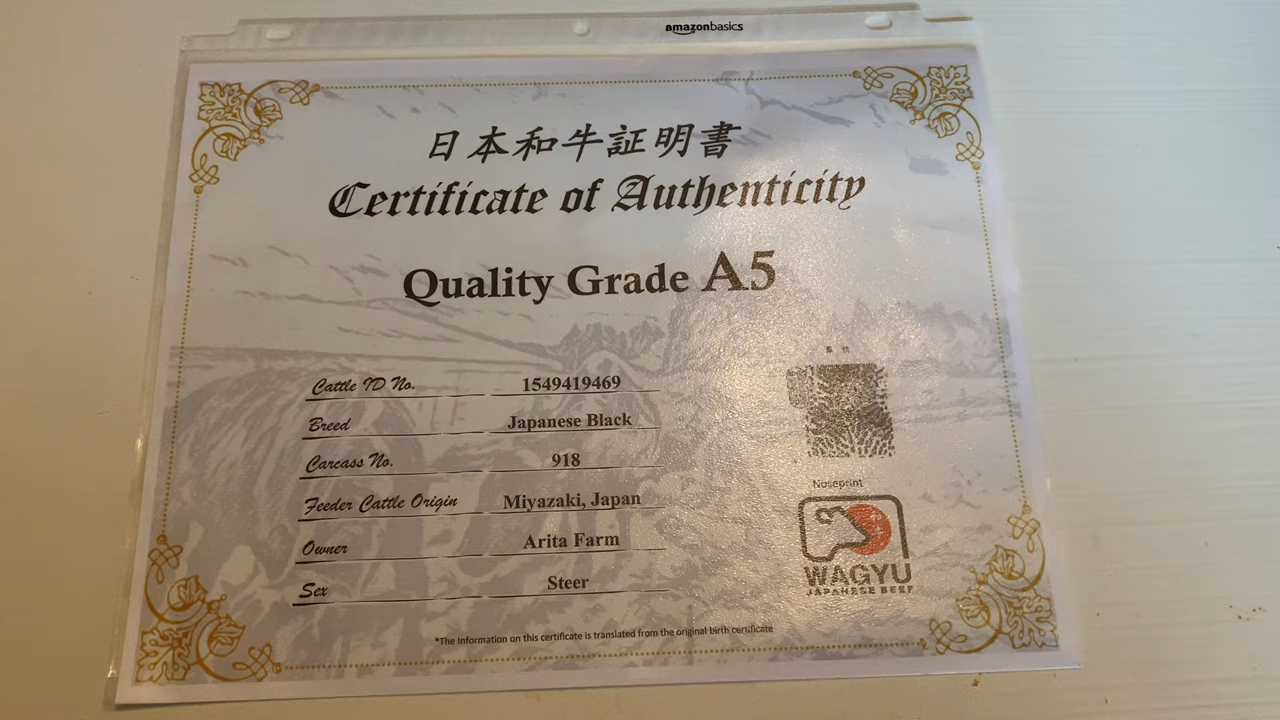 amazonbasics
日本和牛証明書
Certificate of Authenticity
Quality Grade A5
Cattle ID No. 1549419469
Breed Japanese Black
Carcass No. 918
Feeder Cattle Origin Miyazaki, Japan
Owner Arita Farm
Sex Steer
Noseprint
WAGYU
JAPANESE BEEF
*The Information on this certificate is translated from the original birth certificate